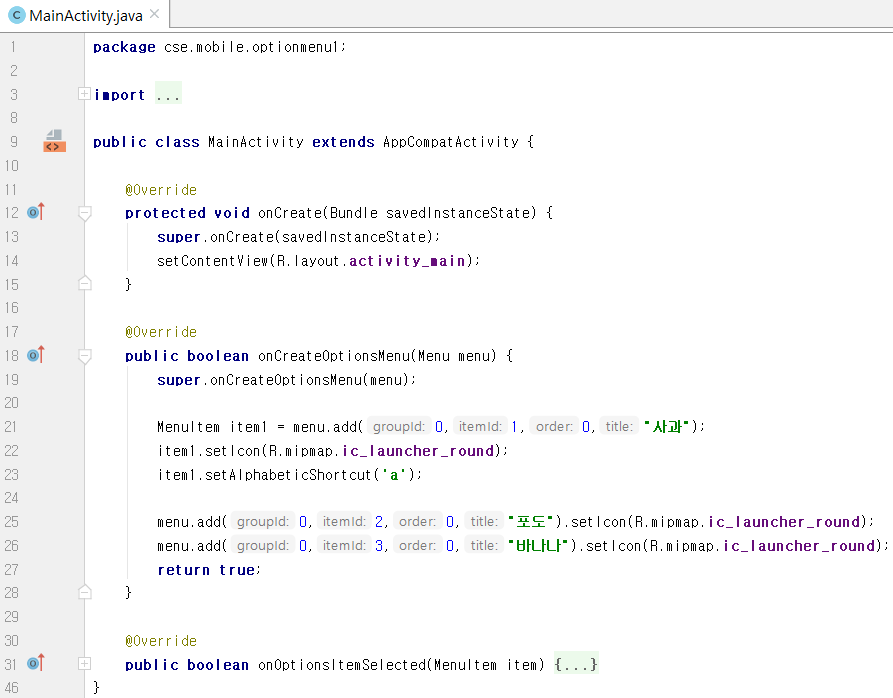 MainActivity.java
1 package cse.mobile.optionmenu1;
2
3 import ...
8
9 public class MainActivity extends AppCompatActivity {
10
11 @Override
12 protected void onCreate(Bundle savedInstanceState) {
13 super.onCreate(savedInstanceState);
14 setContentView(R.layout.activity_main);
15 }
16
17 @Override
18 public boolean onCreateOptionsMenu(Menu menu) {
19 super.onCreateOptionsMenu(menu);
20
21 MenuItem item1 = menu.add( groupId: 0, itemId: 1, order: 0, title: "사과");
22 item1.setIcon(R.mipmap.ic_launcher_round);
23 item1.setAlphabeticShortcut('a');
24
25 menu.add( groupId: 0, itemId: 2, order: 0, title: "포도").setIcon(R.mipmap.ic_launcher_round);
26 menu.add( groupId: 0, itemId: 3, order: 0, title: "바나나").setIcon(R.mipmap.ic_launcher_round);
27 return true;
28 }
29
30 @Override
31 public boolean onOptionsItemSelected(MenuItem item) {...}
46 }